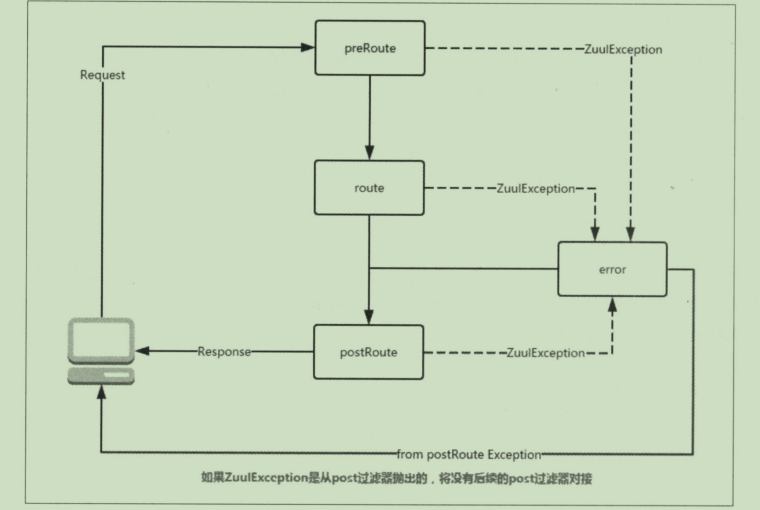 preRoute
ZuulException
Request
route
ZuulException
error
postRoute
Response
ZuulException
from postRoute Exception
如果ZuulException是从post过滤器抛出的，将没有后续的post过滤器对接